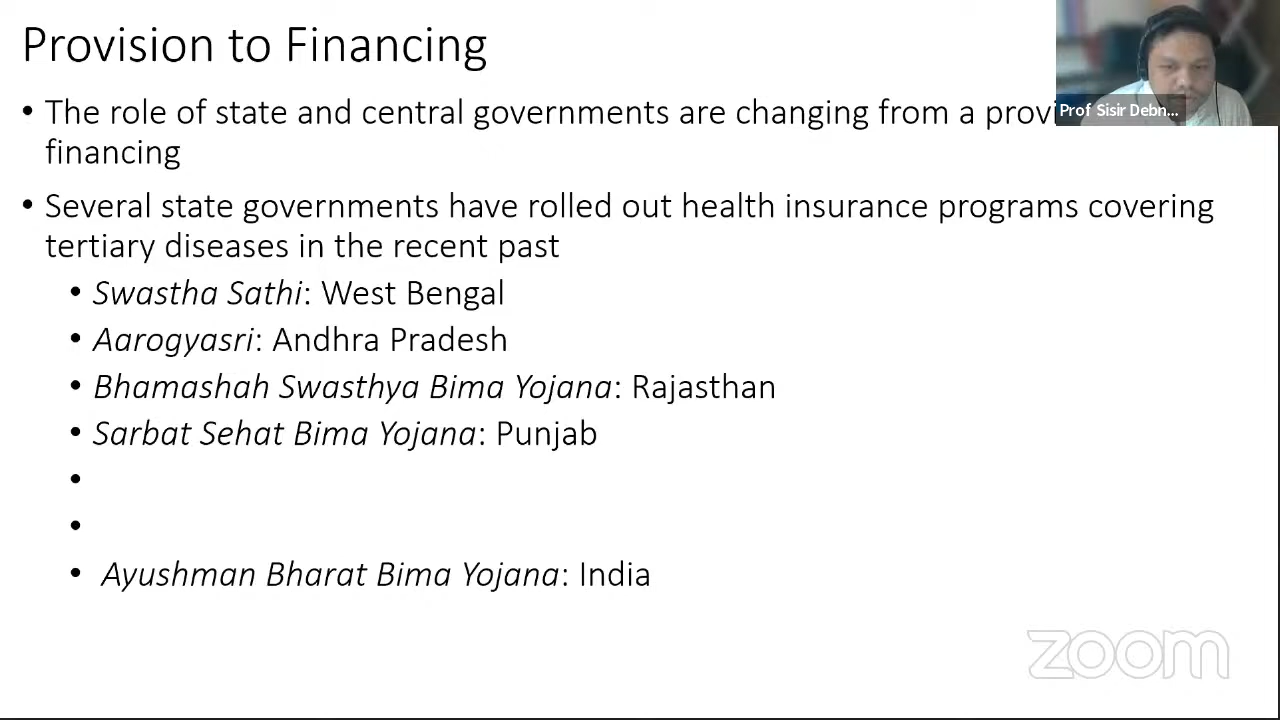 Provision to Financing
• The role of state and central governments are changing from a
financing
• Several state governments have rolled out health insurance programs covering
tertiary diseases in the recent past
• Swastha Sathi: West Bengal
• Aarogyasri: Andhra Pradesh
• Bhamashah Swasthya Bima Yojana: Rajasthan
• Sarbat Sehat Bima Yojana: Punjab
•
•
• Ayushman Bharat Bima Yojana: India
Prof Sisir Debn...
zoom